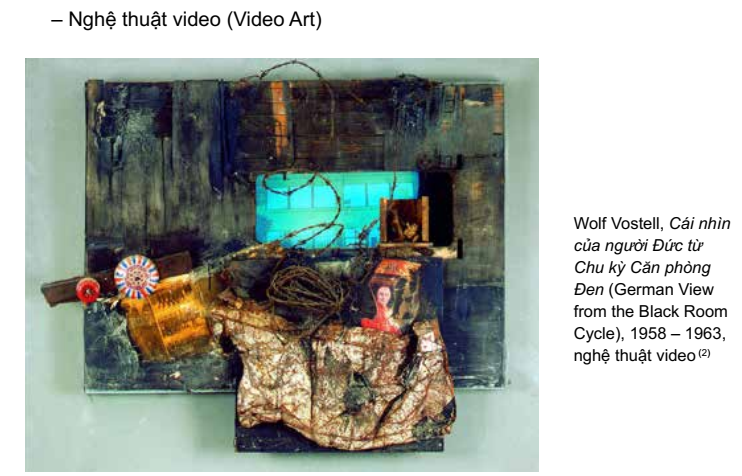 – Nghệ thuật video (Video Art)
Wolf Vostell, Cái nhìn
của người Đức từ
Chu kỳ Căn phòng
Đen (German View
from the Black Room
Cycle), 1958 – 1963,
nghệ thuật video (2)